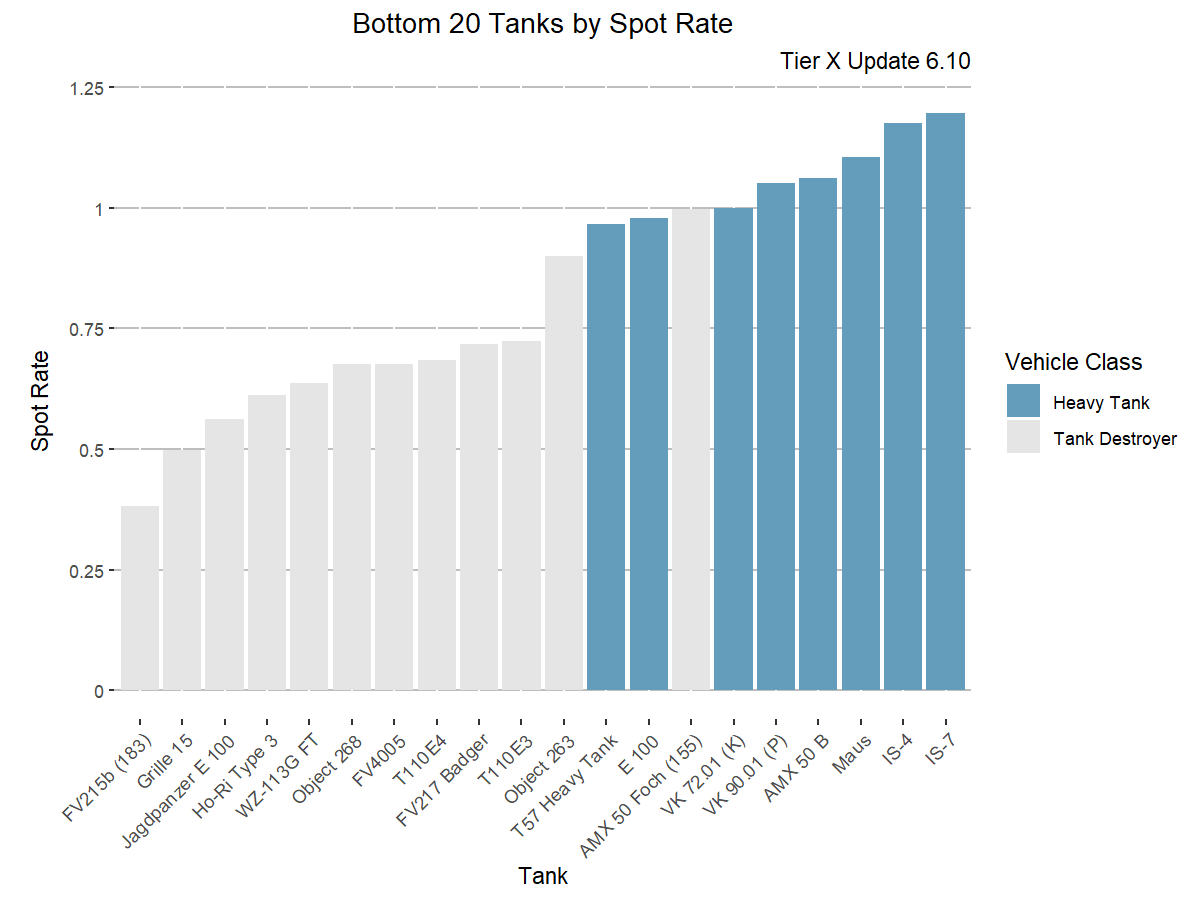 Bottom 20 Tanks by Spot Rate
Tier X Update 6.10
1.25
1
0.75
0.5
0.25
0
Spot Rate
FV215b (183)
Grille 15
Jagdpanzer E 100
Ho-Ri Type 3
WZ-113G FT
Object 268
FV4005
T110E4
FV217 Badger
T110E3
Object 263
T57 Heavy Tank
E 100
AMX 50 Foch (155)
VK 72.01 (K)
VK 90.01 (P)
AMX 50 B
Maus
IS-4
IS-7
Tank
Vehicle Class
Heavy Tank
Tank Destroyer